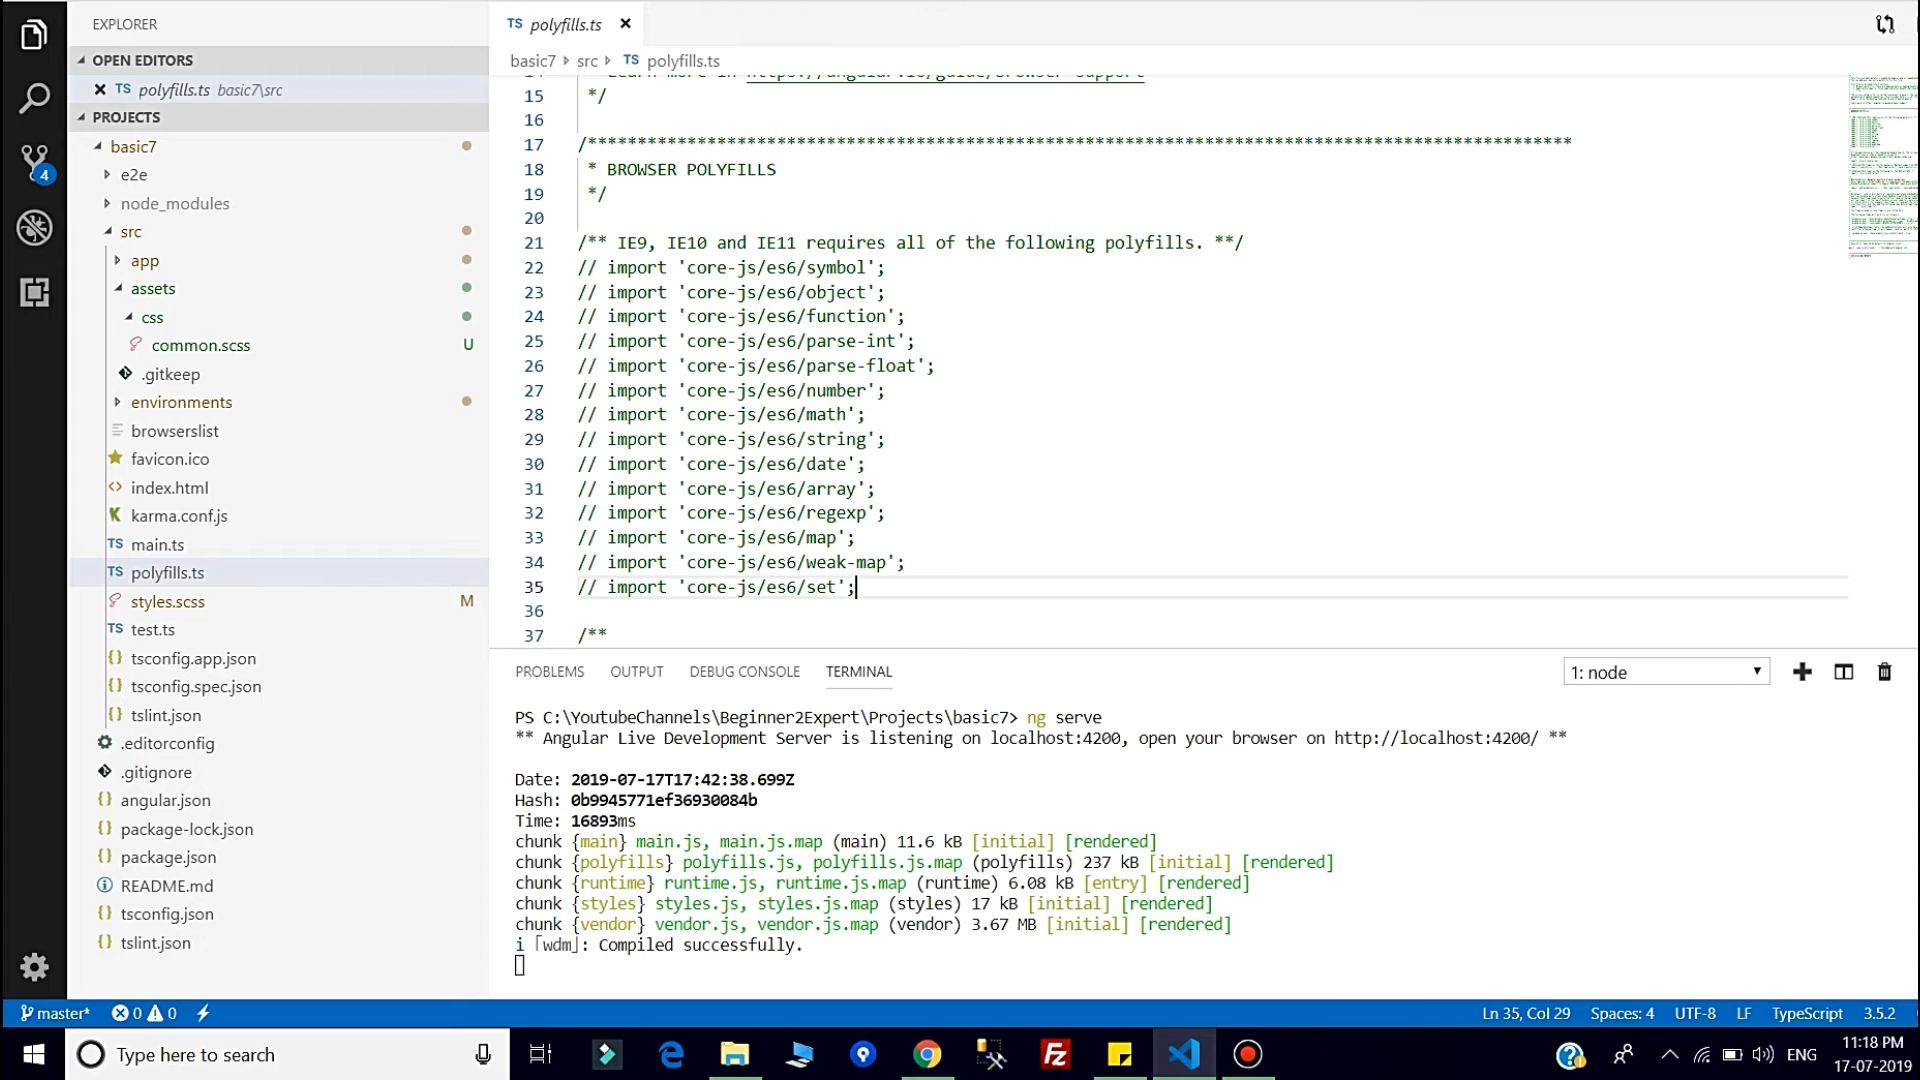 EXPLORER
OPEN EDITORS
TS polyfills.ts basic7\src
PROJECTS
basic7
e2e
node_modules
src
app
assets
css
common.scss U
.gitkeep
environments
browserslist
favicon.ico
index.html
karma.conf.js
TS main.ts
TS polyfills.ts
styles.scss M
TS test.ts
{} tsconfig.app.json
{} tsconfig.spec.json
{} tslint.json
.editorconfig
.gitignore
{} angular.json
{} package-lock.json
{} package.json
README.md
{} tsconfig.json
{} tslint.json
4
TS polyfills.ts
basic7 src TS polyfills.ts
14 Learn more in https://angular.io/guide/browser-support
15 */
16
17 /****************************************************************************************************
18 * BROWSER POLYFILLS
19 */
20
21 /** IE9, IE10 and IE11 requires all of the following polyfills. **/
22 // import 'core-js/es6/symbol';
23 // import 'core-js/es6/object';
24 // import 'core-js/es6/function';
25 // import 'core-js/es6/parse-int';
26 // import 'core-js/es6/parse-float';
27 // import 'core-js/es6/number';
28 // import 'core-js/es6/math';
29 // import 'core-js/es6/string';
30 // import 'core-js/es6/date';
31 // import 'core-js/es6/array';
32 // import 'core-js/es6/regexp';
33 // import 'core-js/es6/map';
34 // import 'core-js/es6/weak-map';
35 // import 'core-js/es6/set';
36
37 /**
PROBLEMS OUTPUT DEBUG CONSOLE TERMINAL 1: node
PS C:\YoutubeChannels\Beginner2Expert\Projects\basic7> ng serve
** Angular Live Development Server is listening on localhost:4200, open your browser on http://localhost:4200/ **
Date: 2019-07-17T17:42:38.699Z
Hash: 0b9945771ef36930084b
Time: 16893ms
chunk {main} main.js, main.js.map (main) 11.6 kB [initial] [rendered]
chunk {polyfills} polyfills.js, polyfills.js.map (polyfills) 237 kB [initial] [rendered]
chunk {runtime} runtime.js, runtime.js.map (runtime) 6.08 kB [entry] [rendered]
chunk {styles} styles.js, styles.js.map (styles) 17 kB [initial] [rendered]
chunk {vendor} vendor.js, vendor.js.map (vendor) 3.67 MB [initial] [rendered]
i ｢wdm｣: Compiled successfully.
master* 0 0 Ln 35, Col 29 Spaces: 4 UTF-8 LF TypeScript 3.5.2
Type here to search ENG 11:18 PM
17-07-2019